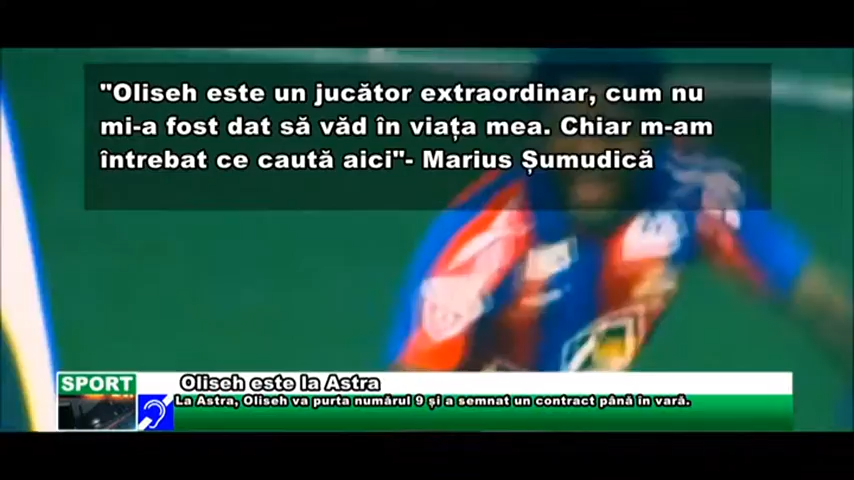 "Oliseh este un jucător extraordinar, cum nu
mi-a fost dat să văd în viața mea. Chiar m-am
întrebat ce caută aici"- Marius Șumudică
SPORT
Oliseh este la Astra
La Astra, Oliseh va purta numărul 9 și a semnat un contract până în vară.